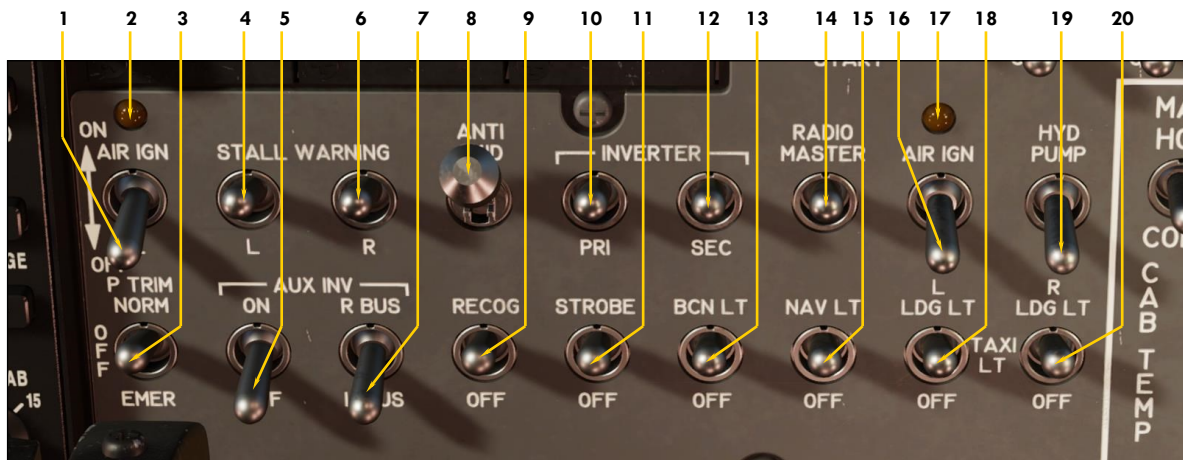 1 2 3 4 5 6 7 8 9 10 11 12 13 14 15 16 17 18 19 20
START
ON
AIR IGN
STALL WARNING
ANTI
INVERTER
RADIO
MASTER
AIR IGN
HYD
PUMP
L
R
PRI
SEC
L
R
P TRIM
NORM
AUX INV
ON
R BUS
RECOG
STROBE
BCN LT
NAV LT
LDG LT
LDG LT
OFF
TAXI
LT
EMER
OFF
OFF
OFF
OFF
OFF
OFF
CAB
TEMP
15